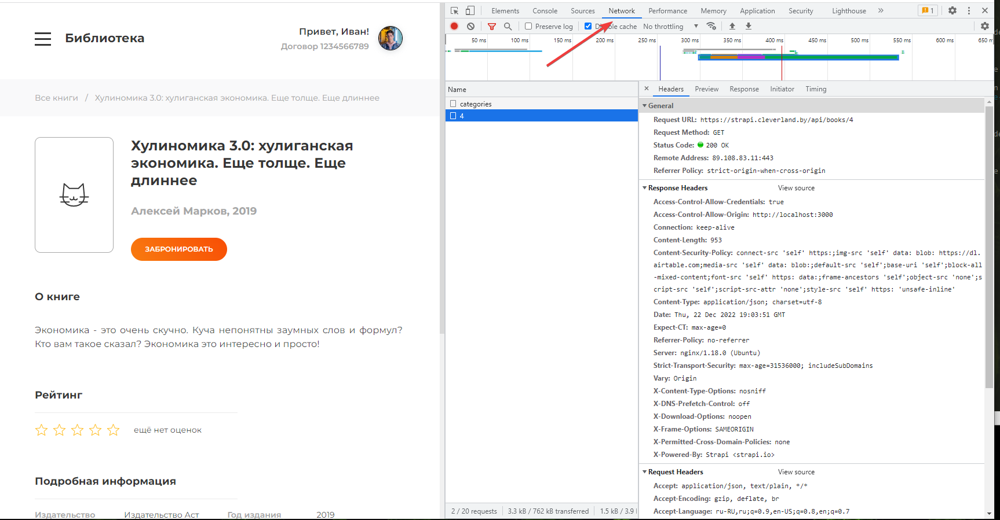 Библиотека
Привет, Иван!
Договор 1234566789
Все книги / Хулиномика 3.0: хулиганская экономика. Еще толще. Еще длиннее
Хулиномика 3.0: хулиганская
экономика. Еще толще. Еще
длиннее
Алексей Марков, 2019
ЗАБРОНИРОВАТЬ
О книге
Экономика - это очень скучно. Куча непонятны заумных слов и формул?
Кто вам такое сказал? Экономика это интересно и просто!
Рейтинг
ещё нет оценок
Подробная информация
Издательство Издательство Аст Год издания 2019
Elements Console Sources Network Performance Memory Application Security Lighthouse » 1
Preserve log cache No throttling
50 ms 100 ms 150 ms 200 ms 250 ms 300 ms 350 ms 400 ms 450 ms 500 ms 550 ms 600 ms 650 m
Name
categories
4
2 / 20 requests 3.3 kB / 762 kB transferred 1.5 kB / 3.9
Headers Preview Response Initiator Timing
General
Request URL: https://strapi.cleverland.by/api/books/4
Request Method: GET
Status Code: 200 OK
Remote Address: 89.108.83.11:443
Referrer Policy: strict-origin-when-cross-origin
Response Headers View source
Access-Control-Allow-Credentials: true
Access-Control-Allow-Origin: http://localhost:3000
Connection: keep-alive
Content-Length: 953
Content-Security-Policy: connect-src 'self' https:;img-src 'self' data: blob: https://dl.
airtable.com;media-src 'self' data: blob:;default-src 'self';base-uri 'self';block-all
-mixed-content;font-src 'self' https: data:;frame-ancestors 'self';object-src 'none';s
cript-src 'self';script-src-attr 'none';style-src 'self' https: 'unsafe-inline'
Content-Type: application/json; charset=utf-8
Date: Thu, 22 Dec 2022 19:03:51 GMT
Expect-CT: max-age=0
Referrer-Policy: no-referrer
Server: nginx/1.18.0 (Ubuntu)
Strict-Transport-Security: max-age=31536000; includeSubDomains
Vary: Origin
X-Content-Type-Options: nosniff
X-DNS-Prefetch-Control: off
X-Download-Options: noopen
X-Frame-Options: SAMEORIGIN
X-Permitted-Cross-Domain-Policies: none
X-Powered-By: Strapi <strapi.io>
Request Headers View source
Accept: application/json, text/plain, */*
Accept-Encoding: gzip, deflate, br
Accept-Language: ru-RU,ru;q=0.9,en-US;q=0.8,en;q=0.7